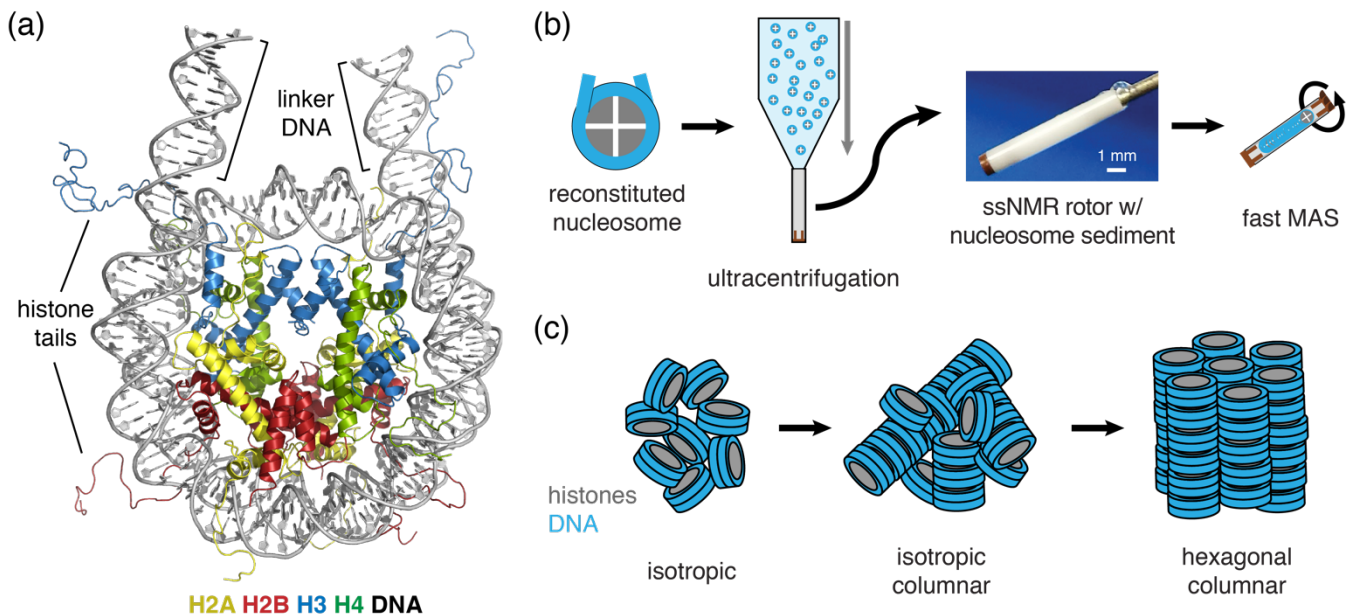 (a)
linker
DNA
histone
tails
H2A H2B H3 H4 DNA
(b)
reconstituted
nucleosome
ultracentrifugation
1 mm
ssNMR rotor w/
nucleosome sediment
fast MAS
(c)
histones
DNA
isotropic
isotropic
columnar
hexagonal
columnar